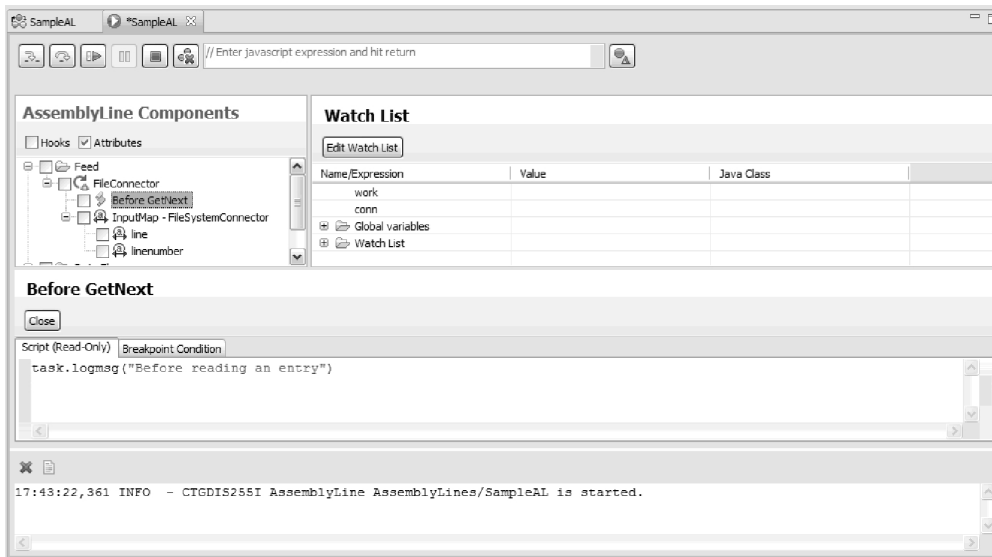 SampleAL
*SampleAL
// Enter javascript expression and hit return
AssemblyLine Components
Hooks Attributes
Feed
FileConnector
Before GetNext
InputMap - FileSystemConnector
line
linenumber
Watch List
Edit Watch List
Name/Expression Value Java Class
work
conn
Global variables
Watch List
Before GetNext
Close
Script (Read-Only) Breakpoint Condition
task.logmsg("Before reading an entry")
17:43:22,361 INFO - CTGDIS255I AssemblyLine AssemblyLines/SampleAL is started.